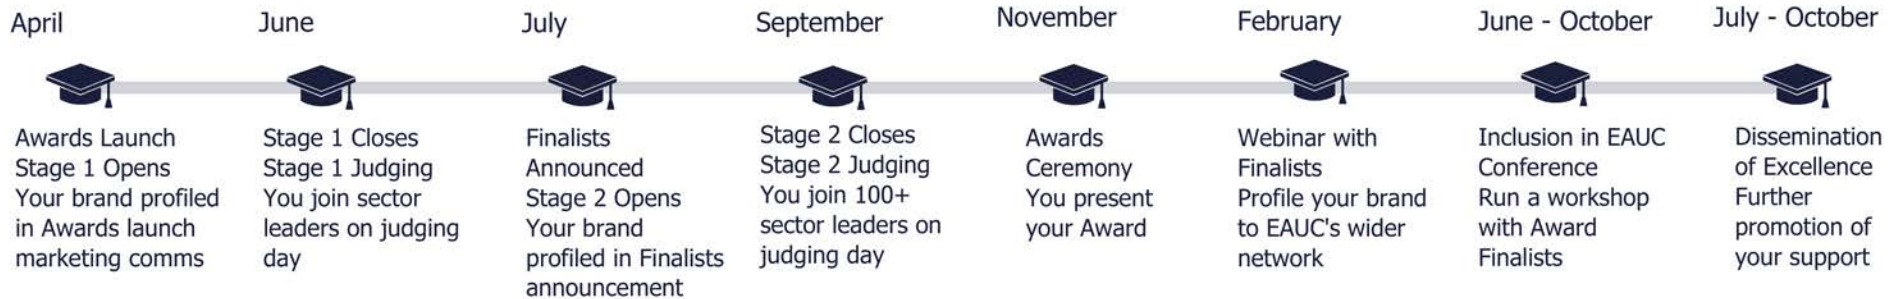 April
Awards Launch
Stage 1 Opens
Your brand profiled
in Awards launch
marketing comms
June
Stage 1 Closes
Stage 1 Judging
You join sector
leaders on judging
day
July
Finalists
Announced
Stage 2 Opens
Your brand
profiled in Finalists
announcement
September
Stage 2 Closes
Stage 2 Judging
You join 100+
sector leaders on
judging day
November
Awards
Ceremony
You present
your Award
February
Webinar with
Finalists
Profile your brand
to EAUC's wider
network
June - October
Inclusion in EAUC
Conference
Run a workshop
with Award
Finalists
July - October
Dissemination
of Excellence
Further
promotion of
your support